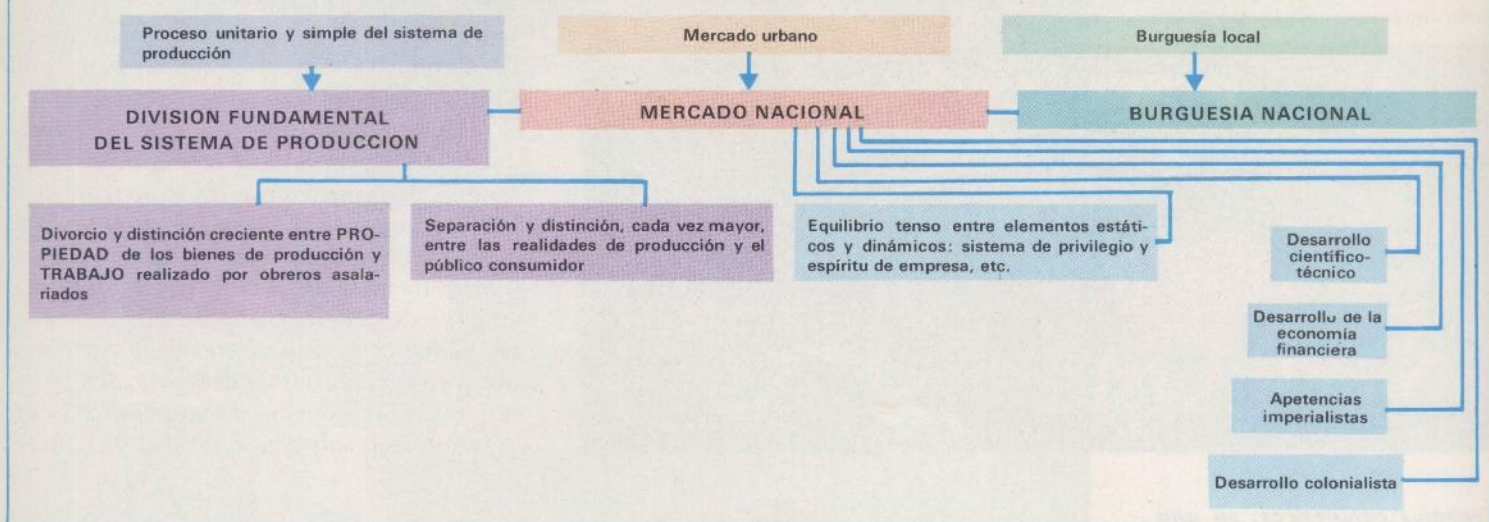 Proceso unitario y simple del sistema de
producción
Mercado urbano
Burguesía local
DIVISION FUNDAMENTAL
DEL SISTEMA DE PRODUCCION
MERCADO NACIONAL
BURGUESIA NACIONAL
Divorcio y distinción creciente entre PRO-
PIEDAD de los bienes de producción y
TRABAJO realizado por obreros asala-
riados
Separación y distinción, cada vez mayor,
entre las realidades de producción y el
público consumidor
Equilibrio tenso entre elementos estáti-
cos y dinámicos: sistema de privilegio y
espíritu de empresa, etc.
Desarrollo
científico-
técnico
Desarrollo de la
economía
financiera
Apetencias
imperialistas
Desarrollo colonialista